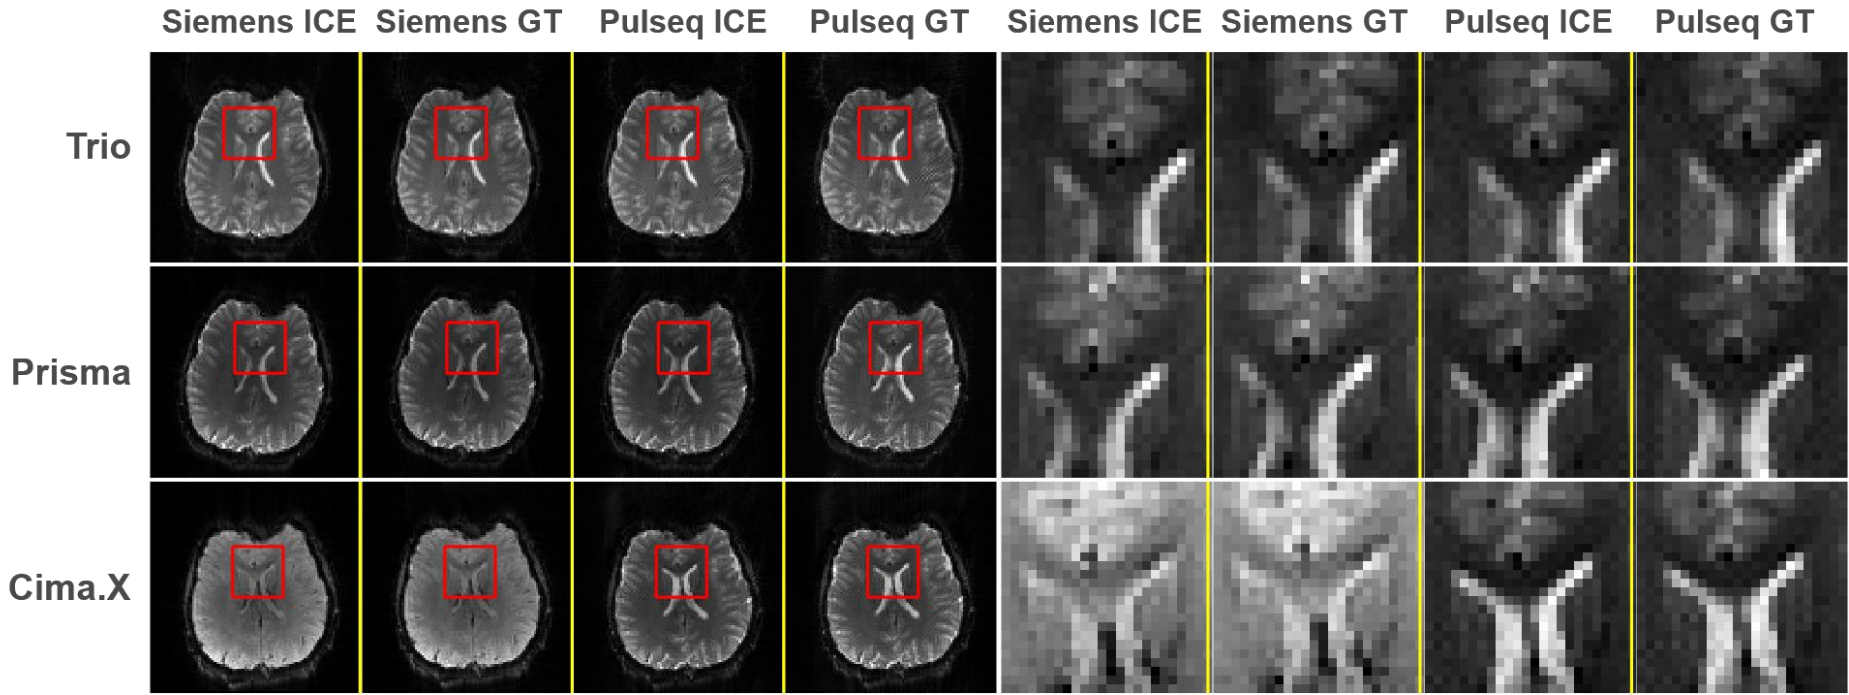 Siemens ICE Siemens GT Pulseq ICE Pulseq GT Siemens ICE Siemens GT Pulseq ICE Pulseq GT
Trio
Prisma
Cima.X